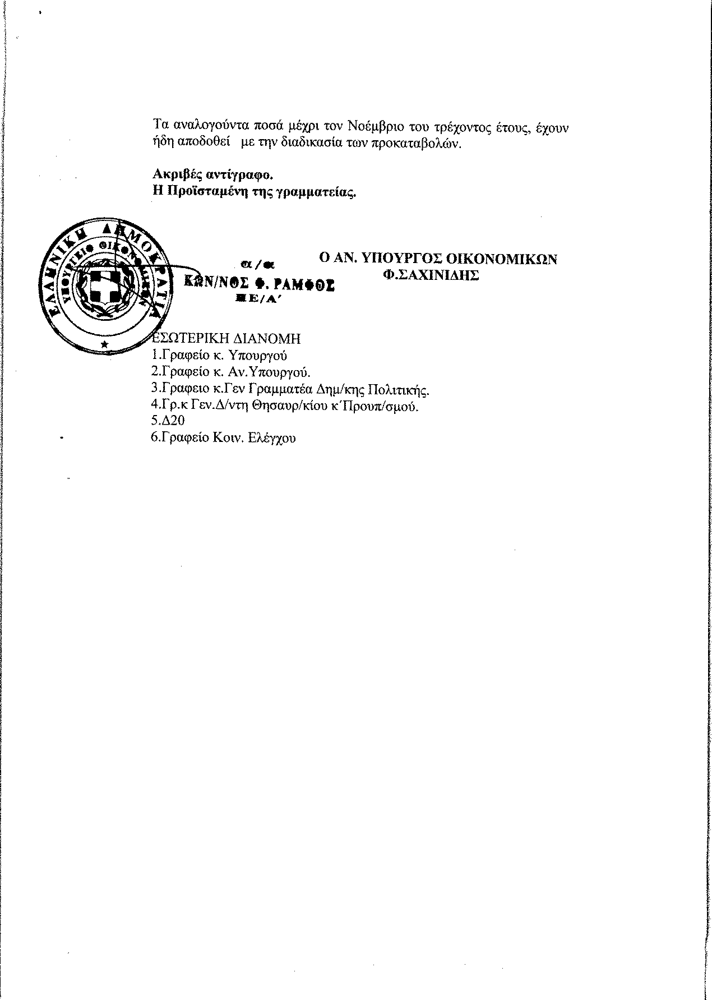 Τα αναλογούντα ποσά μέχρι τον Νοέμβριο του τρέχοντος έτους, έχουν
ήδη αποδοθεί με την διαδικασία των προκαταβολών.
Ακριβές αντίγραφο.
Η Προϊσταμένη της γραμματείας.
ΕΛΛΗΝΙΚΗ ΔΗΜΟΚΡΑΤΙΑ
ΥΠΟΥΡΓΕΙΟ ΟΙΚΟΝΟΜΙΚΩΝ
α/α
ΚΩΝ/ΝΟΣ Φ. ΡΑΜΦΟΣ
ΠΕ/Α'
Ο ΑΝ. ΥΠΟΥΡΓΟΣ ΟΙΚΟΝΟΜΙΚΩΝ
Φ.ΣΑΧΙΝΙΔΗΣ
ΕΣΩΤΕΡΙΚΗ ΔΙΑΝΟΜΗ
1.Γραφείο κ. Υπουργού
2.Γραφείο κ. Αν.Υπουργού.
3.Γραφειο κ.Γεν Γραμματέα Δημ/κης Πολιτικής.
4.Γρ.κ Γεν.Δ/ντη Θησαυρ/κίου κ΄Προυπ/σμού.
5.Δ20
6.Γραφείο Κοιν. Ελέγχου